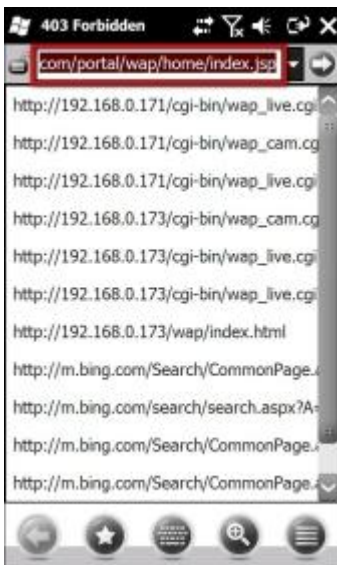 403 Forbidden
com/portal/wap/home/index.jsp
http://192.168.0.171/cgi-bin/wap_live.cgi
http://192.168.0.171/cgi-bin/wap_cam.cg
http://192.168.0.171/cgi-bin/wap_live.cgi
http://192.168.0.173/cgi-bin/wap_cam.cg
http://192.168.0.173/cgi-bin/wap_live.cgi
http://192.168.0.173/cgi-bin/wap_live.cgi
http://192.168.0.173/wap/index.html
http://m.bing.com/Search/CommonPage.
http://m.bing.com/search/search.aspx?A=
http://m.bing.com/Search/CommonPage.
http://m.bing.com/Search/CommonPage.